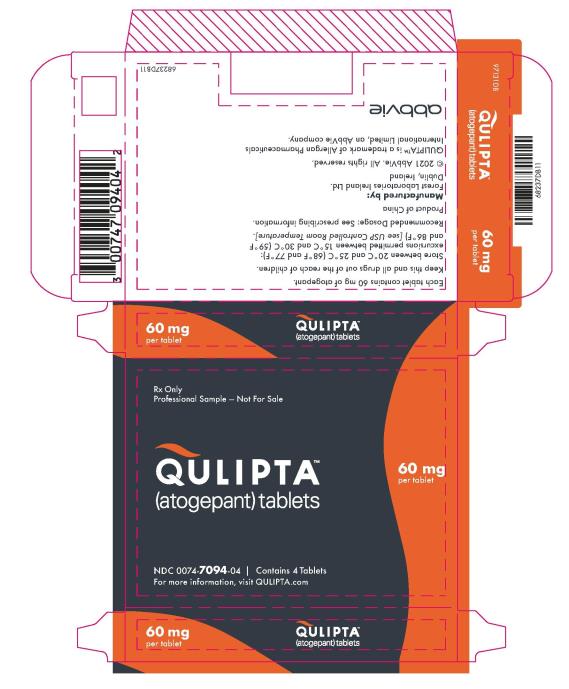 Each tablet contains 60 mg of atogepant.
Keep this and all drugs out of the reach of children.
Store between 20°C and 25°C (68°F and 77°F);
excursions permitted between 15°C and 30°C (59°F
and 86°F) [see USP Controlled Room Temperature].
Recommended Dosage: See prescribing information.
Product of China
Manufactured by:
Forest Laboratories Ireland Ltd.
Dublin, Ireland
© 2021 AbbVie. All rights reserved.
QULIPTA™ is a trademark of Allergan Pharmaceuticals
International Limited, an AbbVie company.
abbvie
68237D811
3 00747 09404 2
QULIPTA™
(atogepant) tablets
60 mg
per tablet
68237D811
60 mg
per tablet
QULIPTA™
(atogepant) tablets
Rx Only
Professional Sample – Not For Sale
QULIPTA™
(atogepant) tablets
60 mg
per tablet
NDC 0074-7094-04 | Contains 4 Tablets
For more information, visit QULIPTA.com
60 mg
per tablet
QULIPTA™
(atogepant) tablets